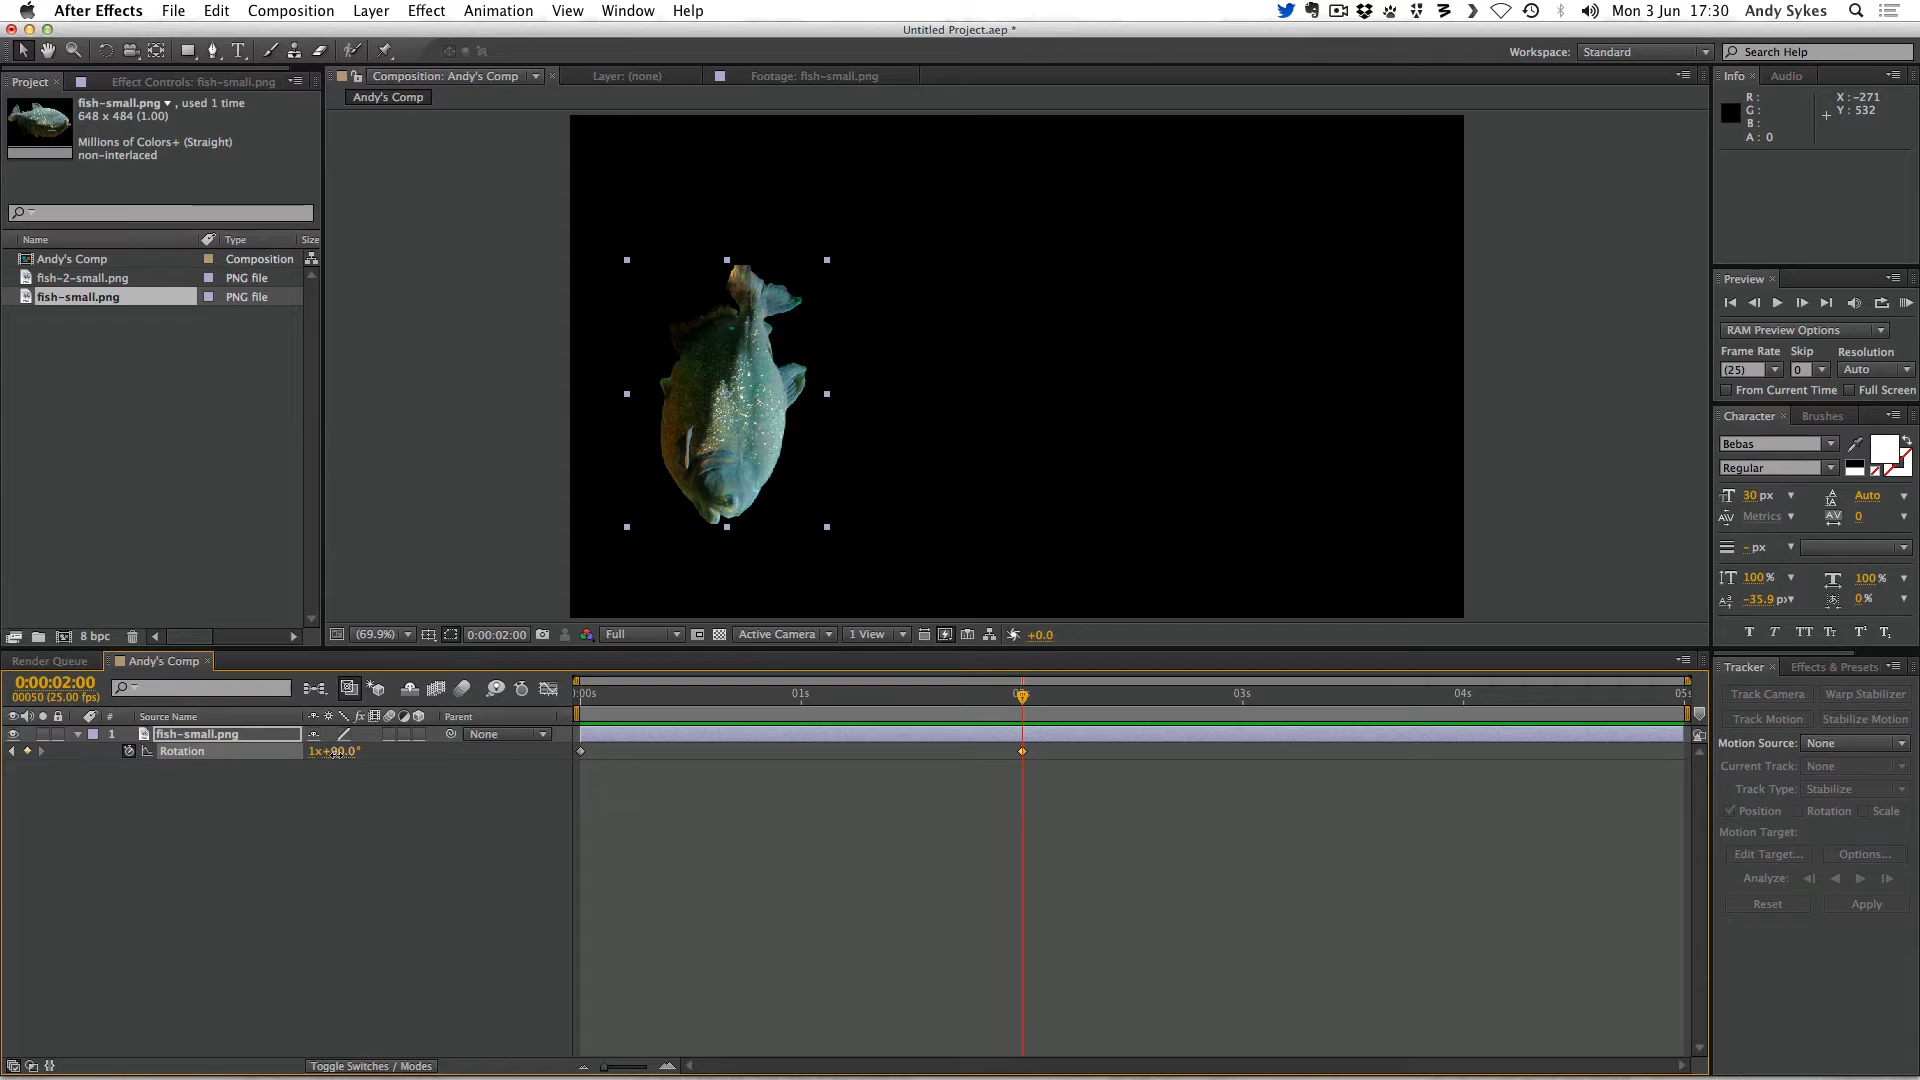 After Effects File Edit Composition Layer Effect Animation View Window Help Mon 3 Jun 17:30 Andy Sykes
Untitled Project.aep *
Workspace: Standard Search Help
Project Effect Controls: fish-small.png Composition: Andy's Comp Layer: (none) Footage: fish-small.png Info Audio
Andy's Comp
fish-small.png , used 1 time
648 x 484 (1.00)
Millions of Colors+ (Straight)
non-interlaced
R :
G :
B :
A : 0
X : -271
Y : 532
Name Type Size
Andy's Comp Composition
fish-2-small.png PNG file
fish-small.png PNG file
8 bpc
(69.9%) 0:00:02:00 Full Active Camera 1 View +0.0
Preview
RAM Preview Options
Frame Rate Skip Resolution
(25) 0 Auto
From Current Time Full Screen
Character Brushes
Bebas
Regular
30 px Auto
Metrics 0
- px
100 % 100 %
-35.9 px 0 %
T T TT Tr T¹ T₁
Render Queue Andy's Comp
0:00:02:00
00050 (25.00 fps)
:00s 01s 03s 04s 05s
# Source Name fx Parent
1 fish-small.png None
Rotation 1x+90.0°
Toggle Switches / Modes
Tracker Effects & Presets
Track Camera Warp Stabilizer
Track Motion Stabilize Motion
Motion Source: None
Current Track: None
Track Type: Stabilize
Position Rotation Scale
Motion Target:
Edit Target... Options...
Analyze:
Reset Apply